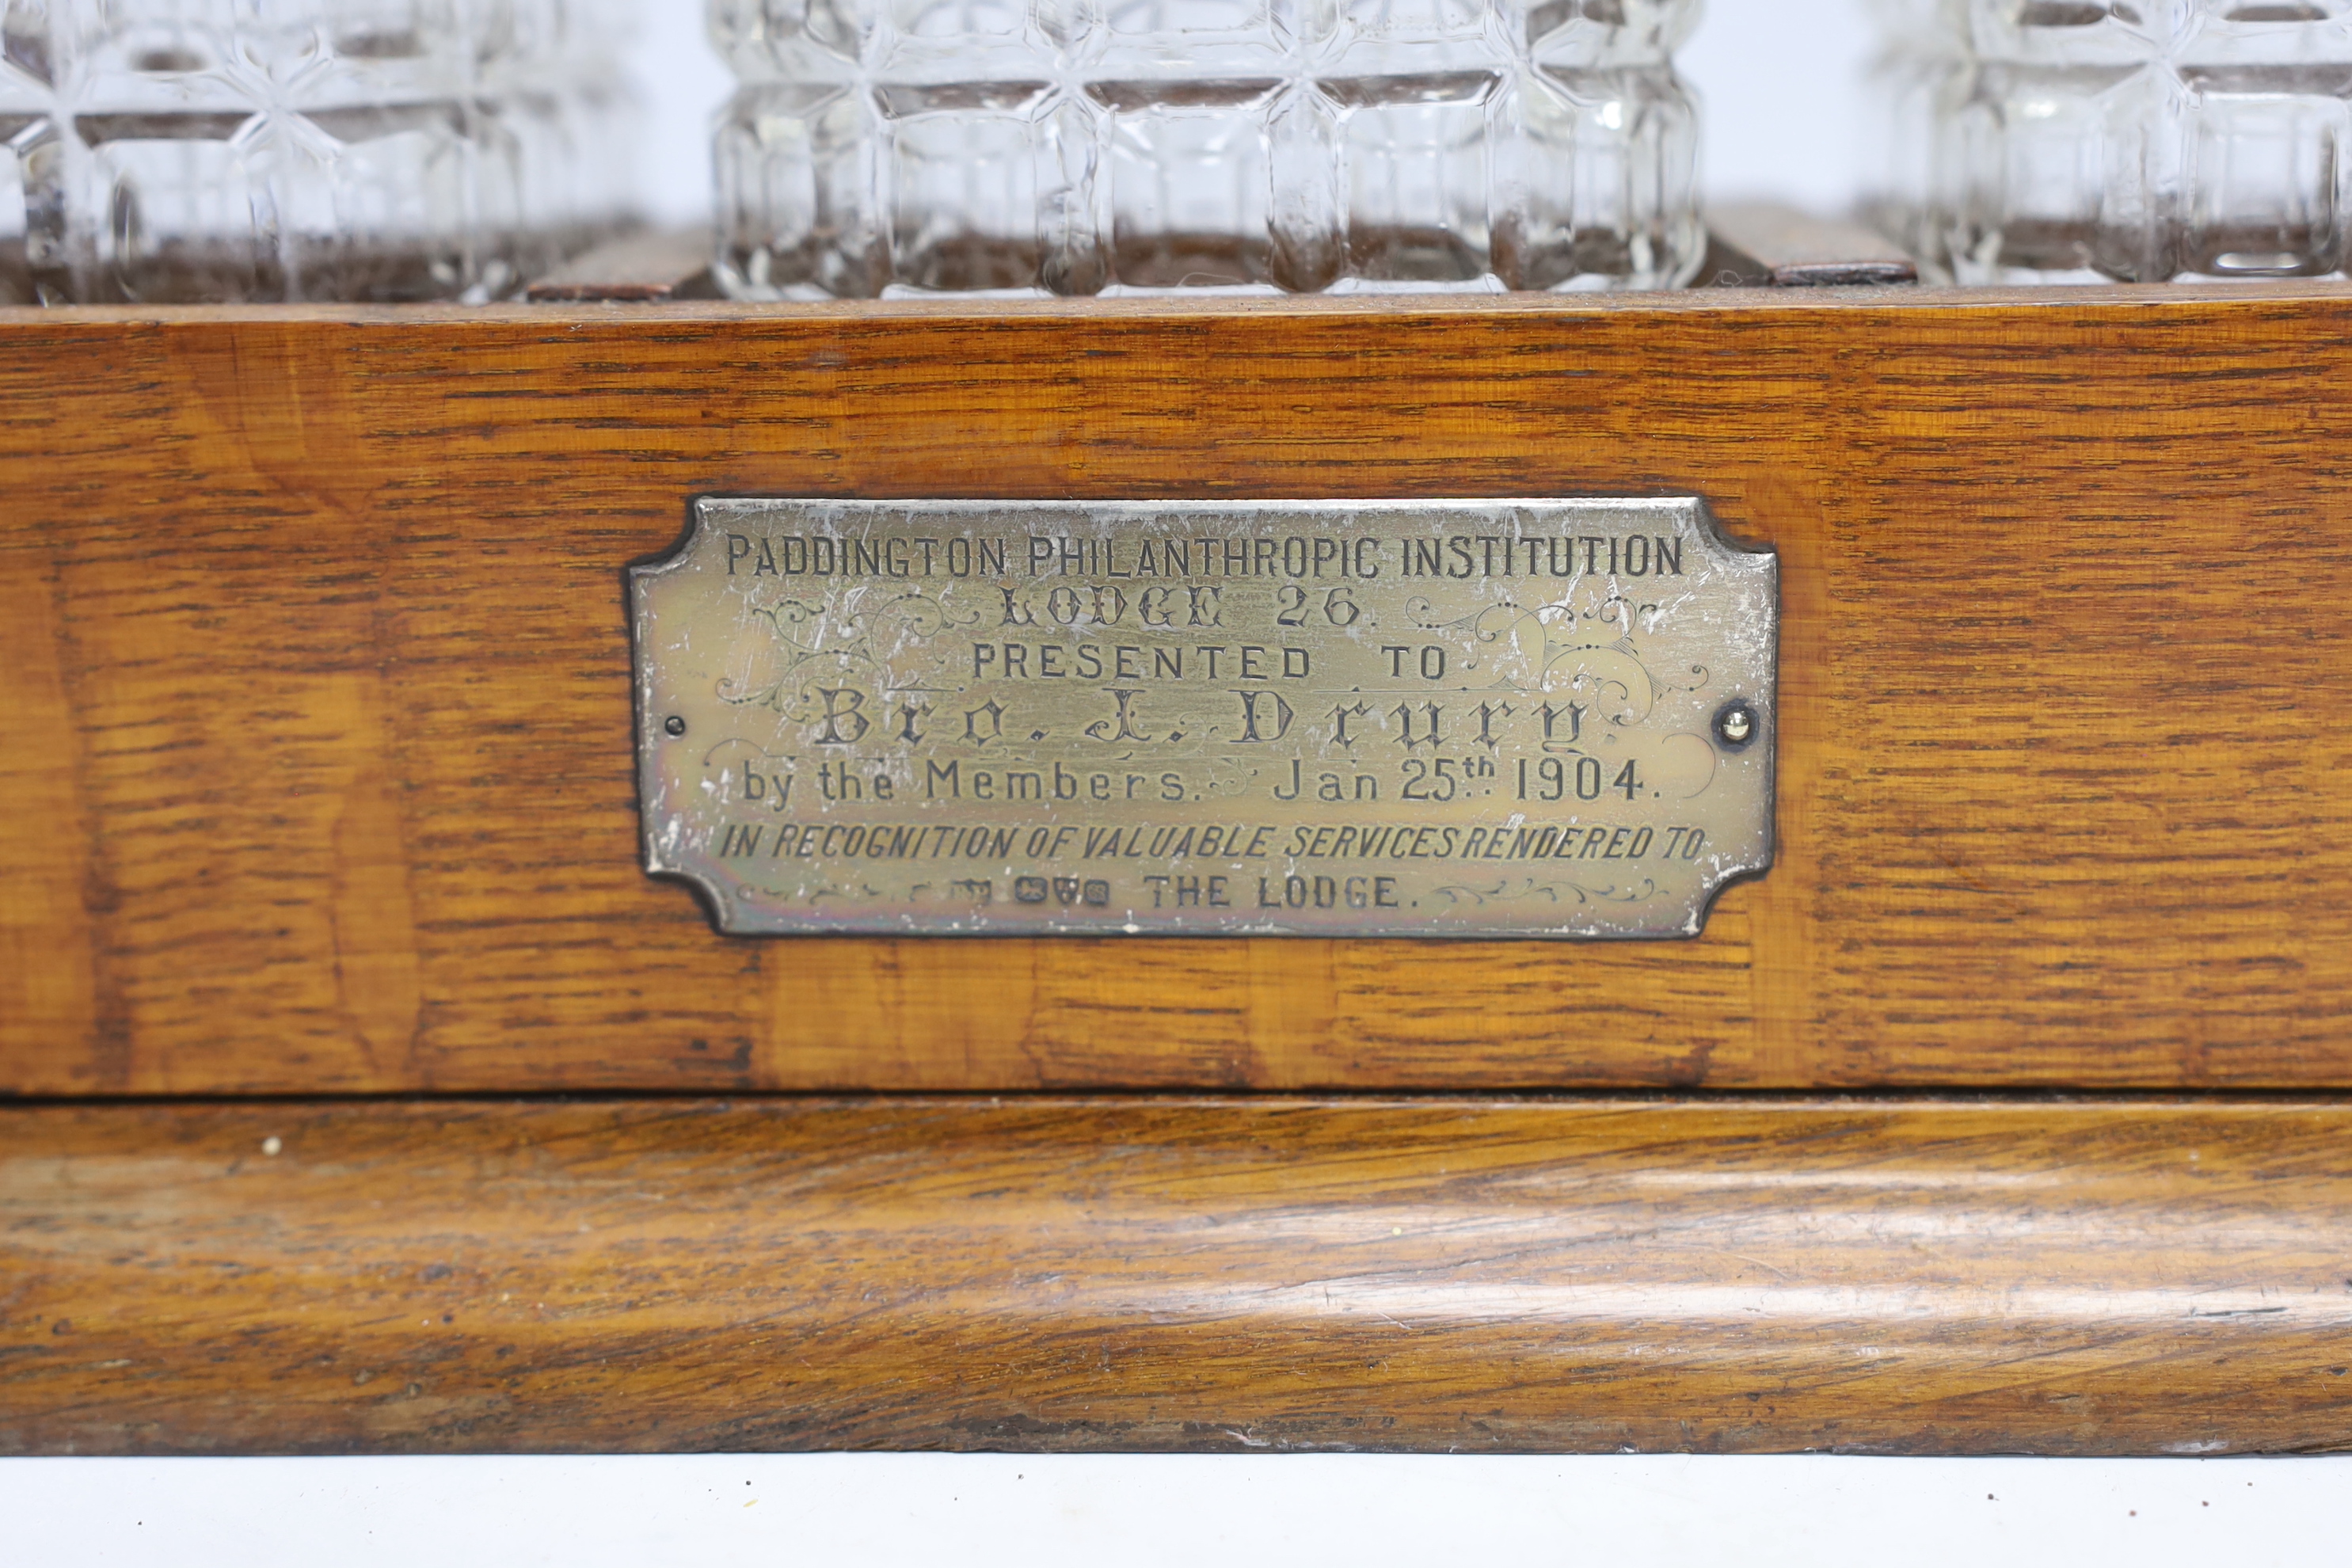 PADDINGTON PHILANTHROPIC INSTITUTION
LODGE 26.
PRESENTED TO
Bro. J. Drury.
by the Members. Jan 25th 1904.
IN RECOGNITION OF VALUABLE SERVICES RENDERED TO
THE LODGE.